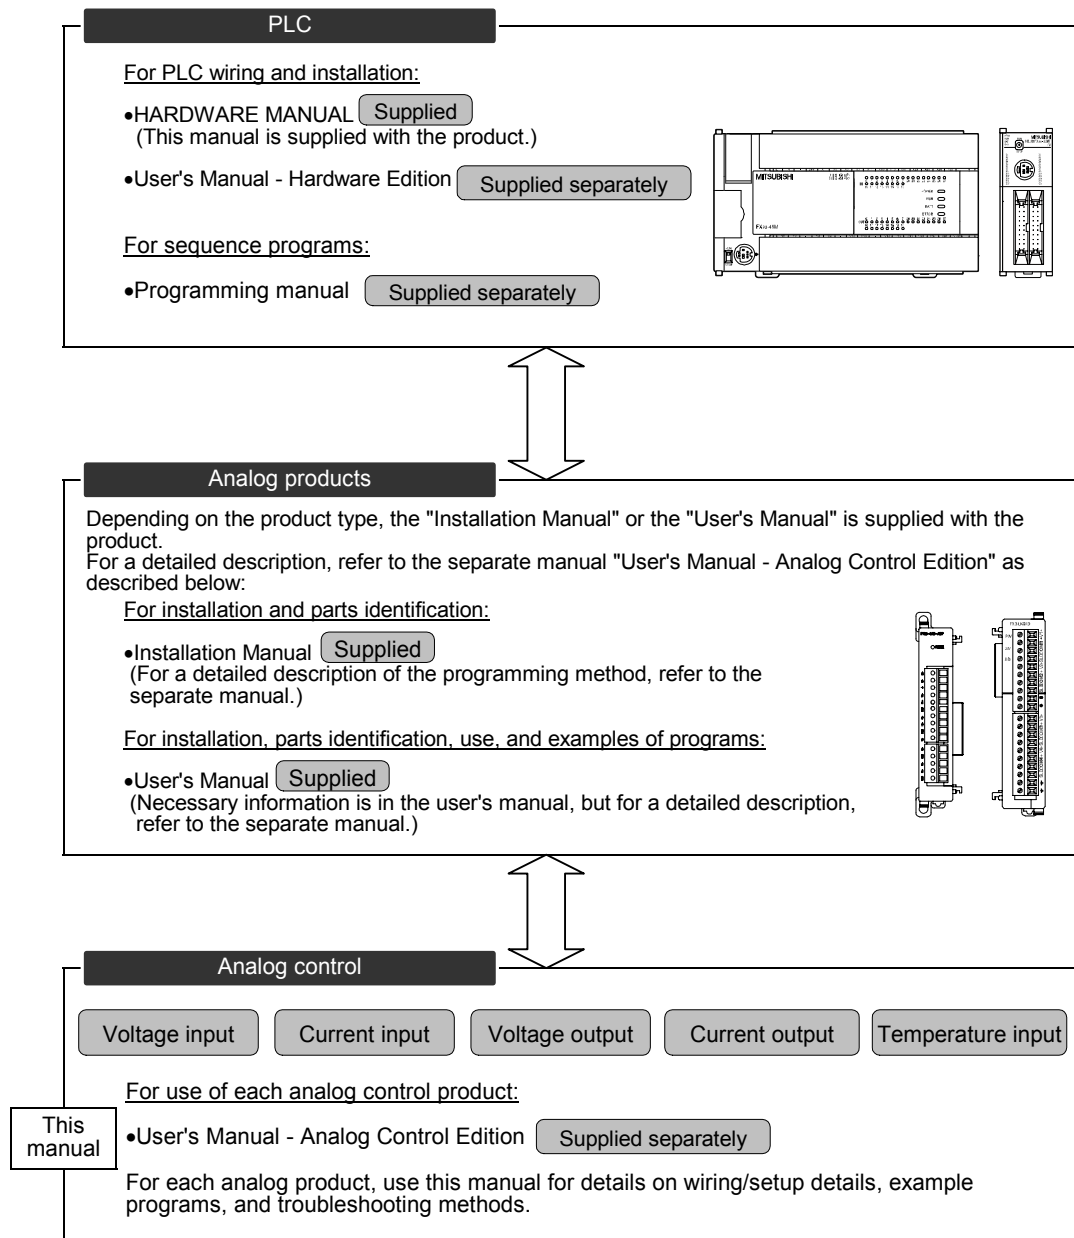 PLC
For PLC wiring and installation:
•HARDWARE MANUAL Supplied
(This manual is supplied with the product.)
•User's Manual - Hardware Edition Supplied separately
MITSUBISHI
For sequence programs:
•Programming manual Supplied separately
Analog products
Depending on the product type, the "Installation Manual" or the "User's Manual" is supplied with the
product.
For a detailed description, refer to the separate manual "User's Manual - Analog Control Edition" as
described below:
For installation and parts identification:
•Installation Manual Supplied
(For a detailed description of the programming method, refer to the
separate manual.)
For installation, parts identification, use, and examples of programs:
•User's Manual Supplied
(Necessary information is in the user's manual, but for a detailed description,
refer to the separate manual.)
Analog control
Voltage input Current input Voltage output Current output Temperature input
For use of each analog control product:
This
manual
•User's Manual - Analog Control Edition Supplied separately
For each analog product, use this manual for details on wiring/setup details, example
programs, and troubleshooting methods.